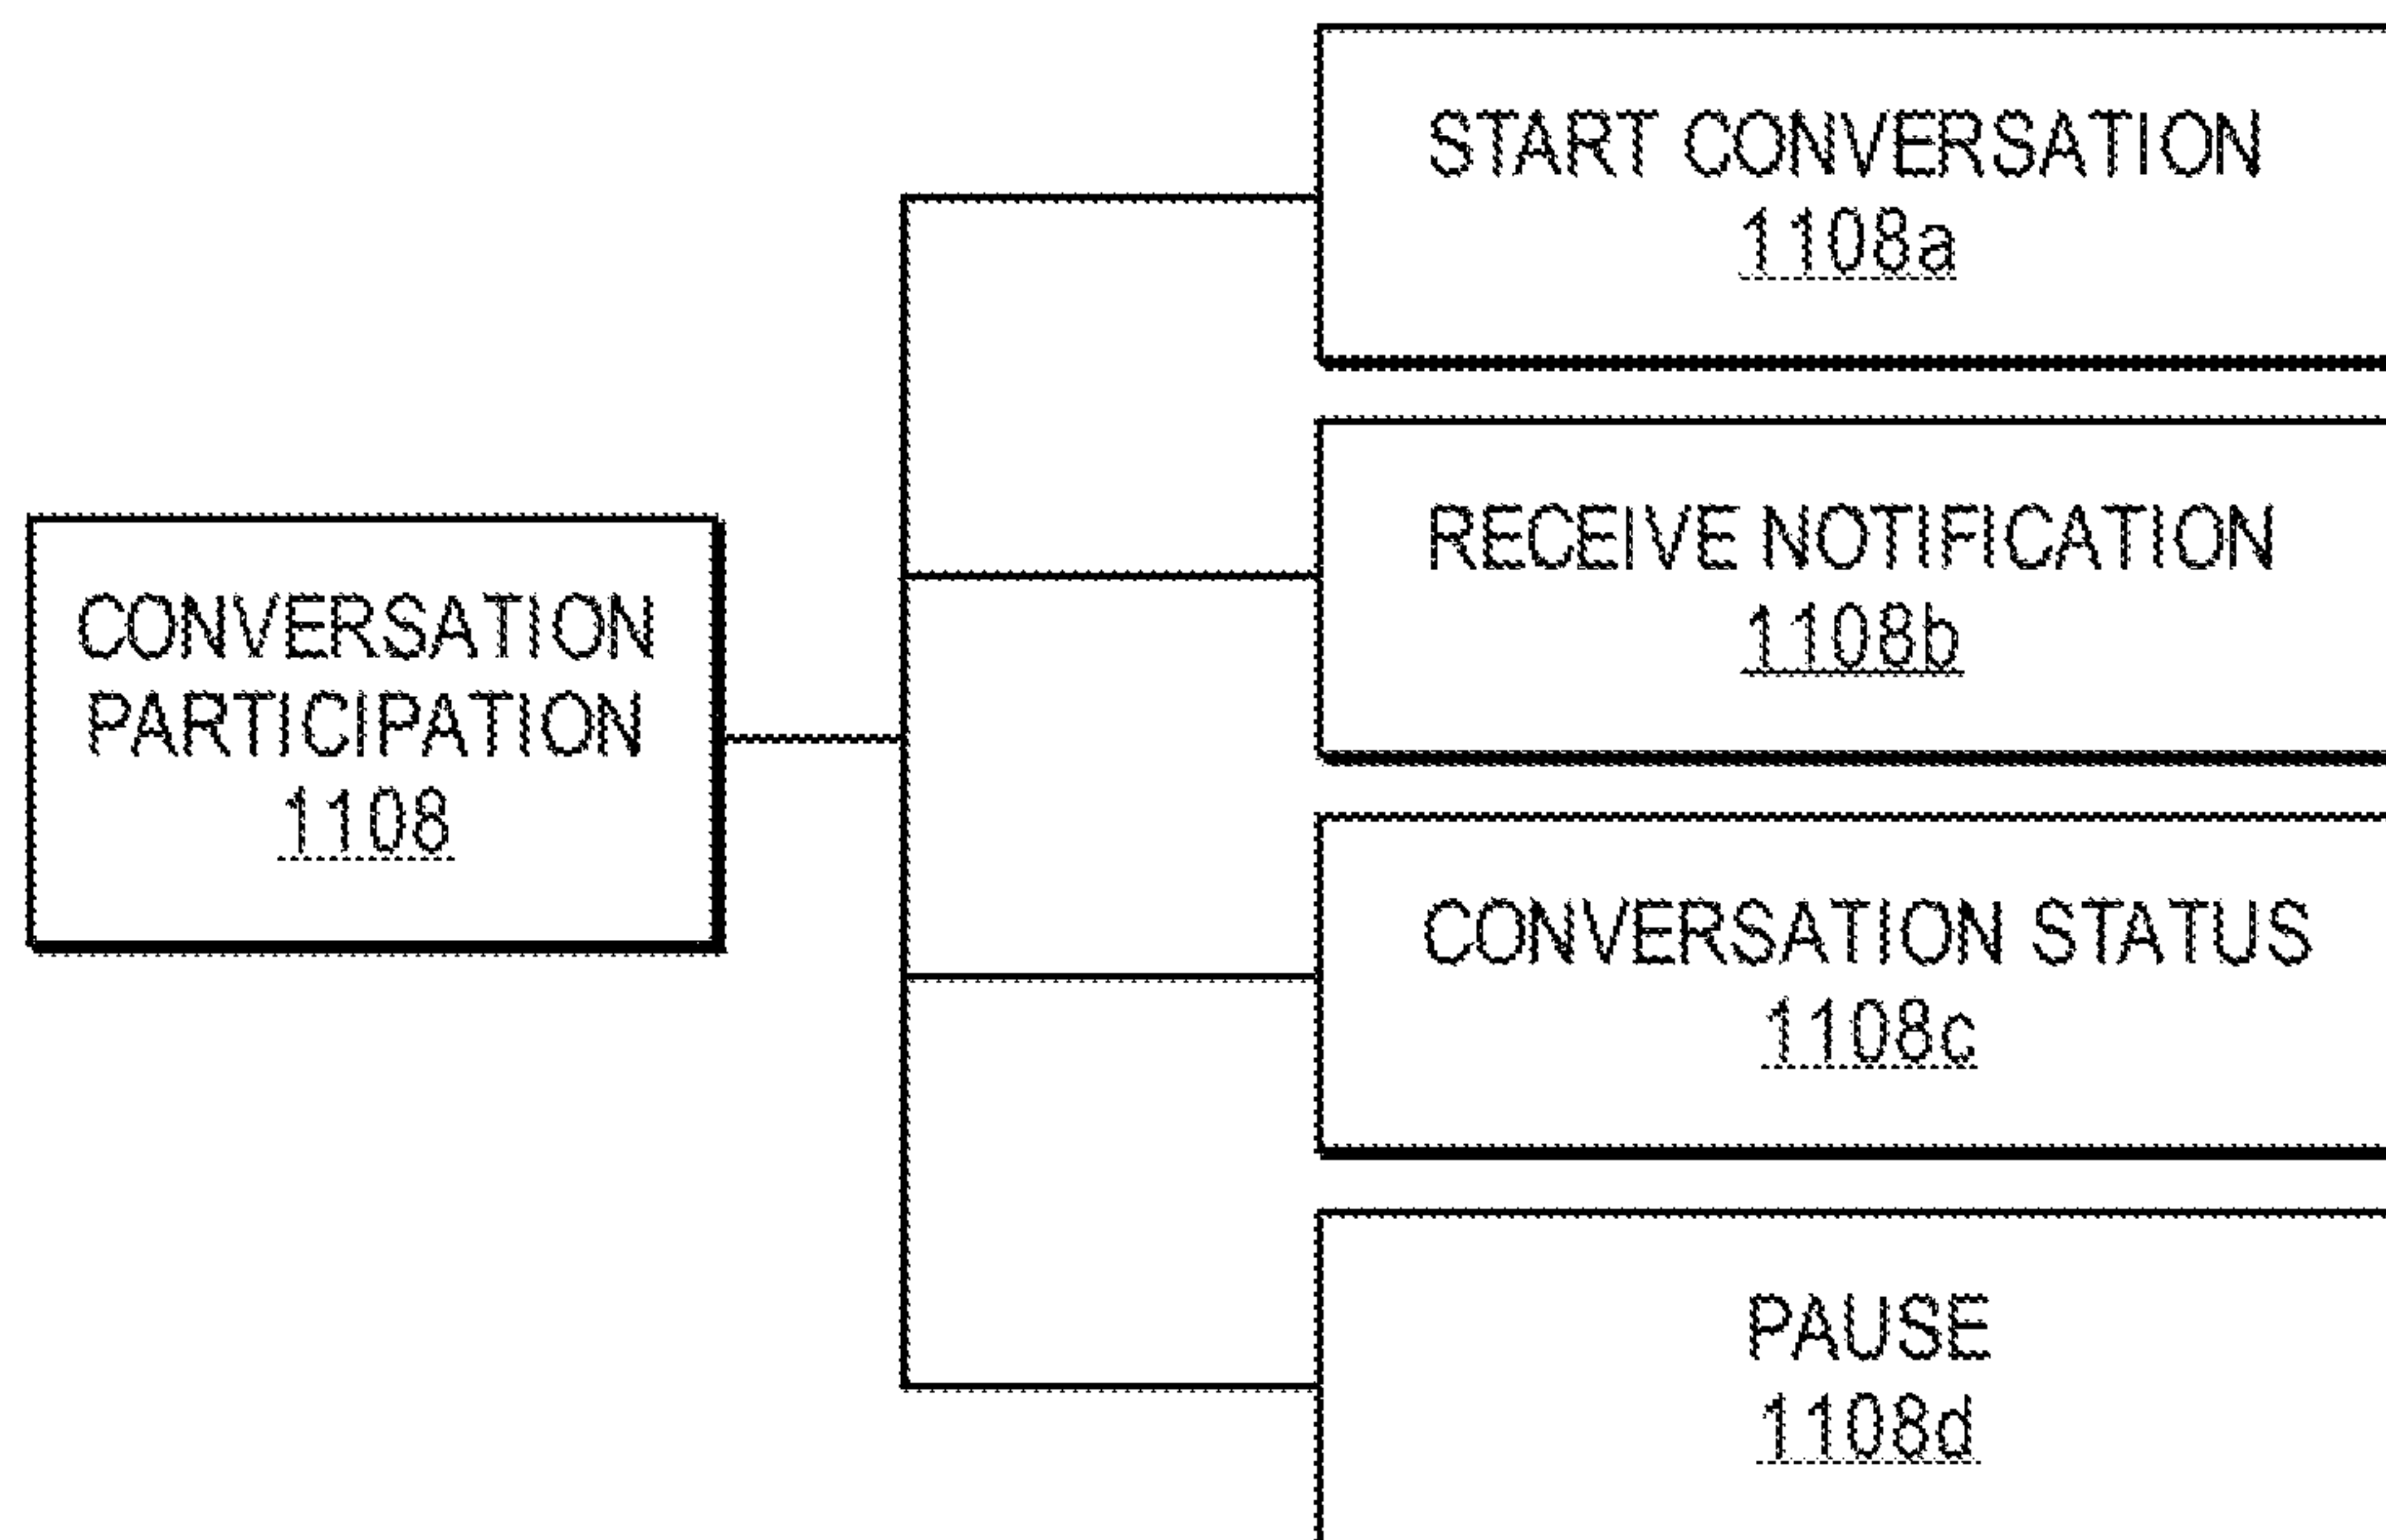 START CONVERSATION
1108a
RECEIVE NOTIFICATION
1108b
CONVERSATION
PARTICIPATION
1108
CONVERSATION STATUS
1108c
PAUSE
1108d